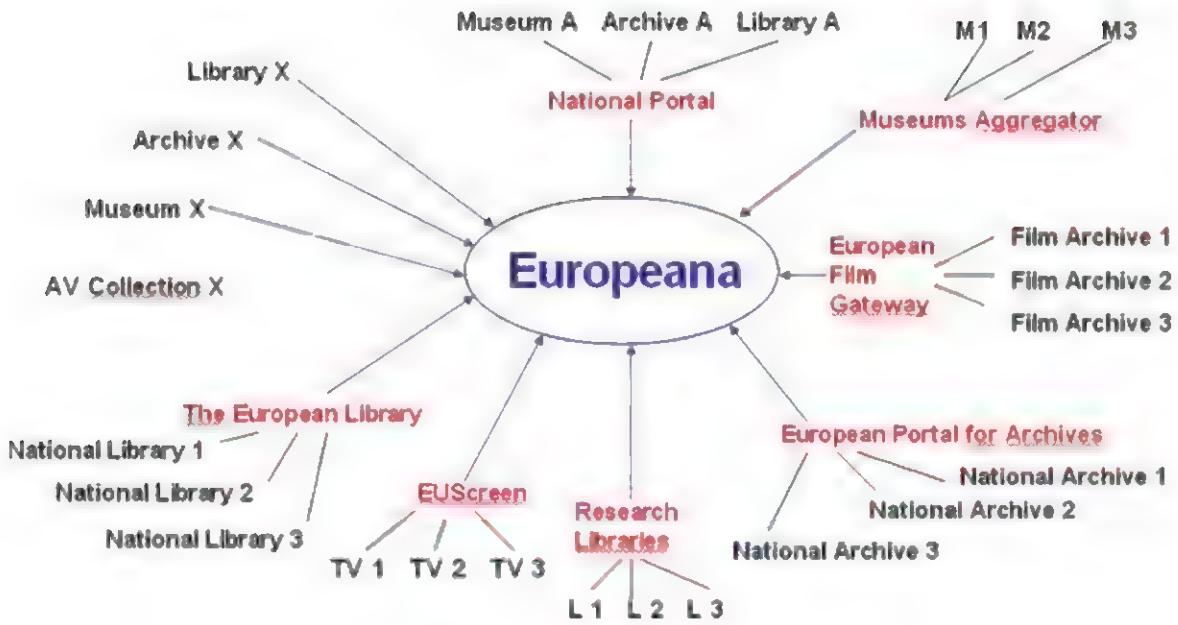 Museum A Archive A Library A
M1 M2 M3
Library X
National Portal
Museums Aggregator
Archive X
Museum X
AV Collection X
Europeana
European
Film
Gateway
Film Archive 1
Film Archive 2
Film Archive 3
The European Library
National Library 1
National Library 2
National Library 3
EUScreen
TV 1 TV 2 TV 3
Research
Libraries
L 1 L 2 L 3
European Portal for Archives
National Archive 1
National Archive 2
National Archive 3